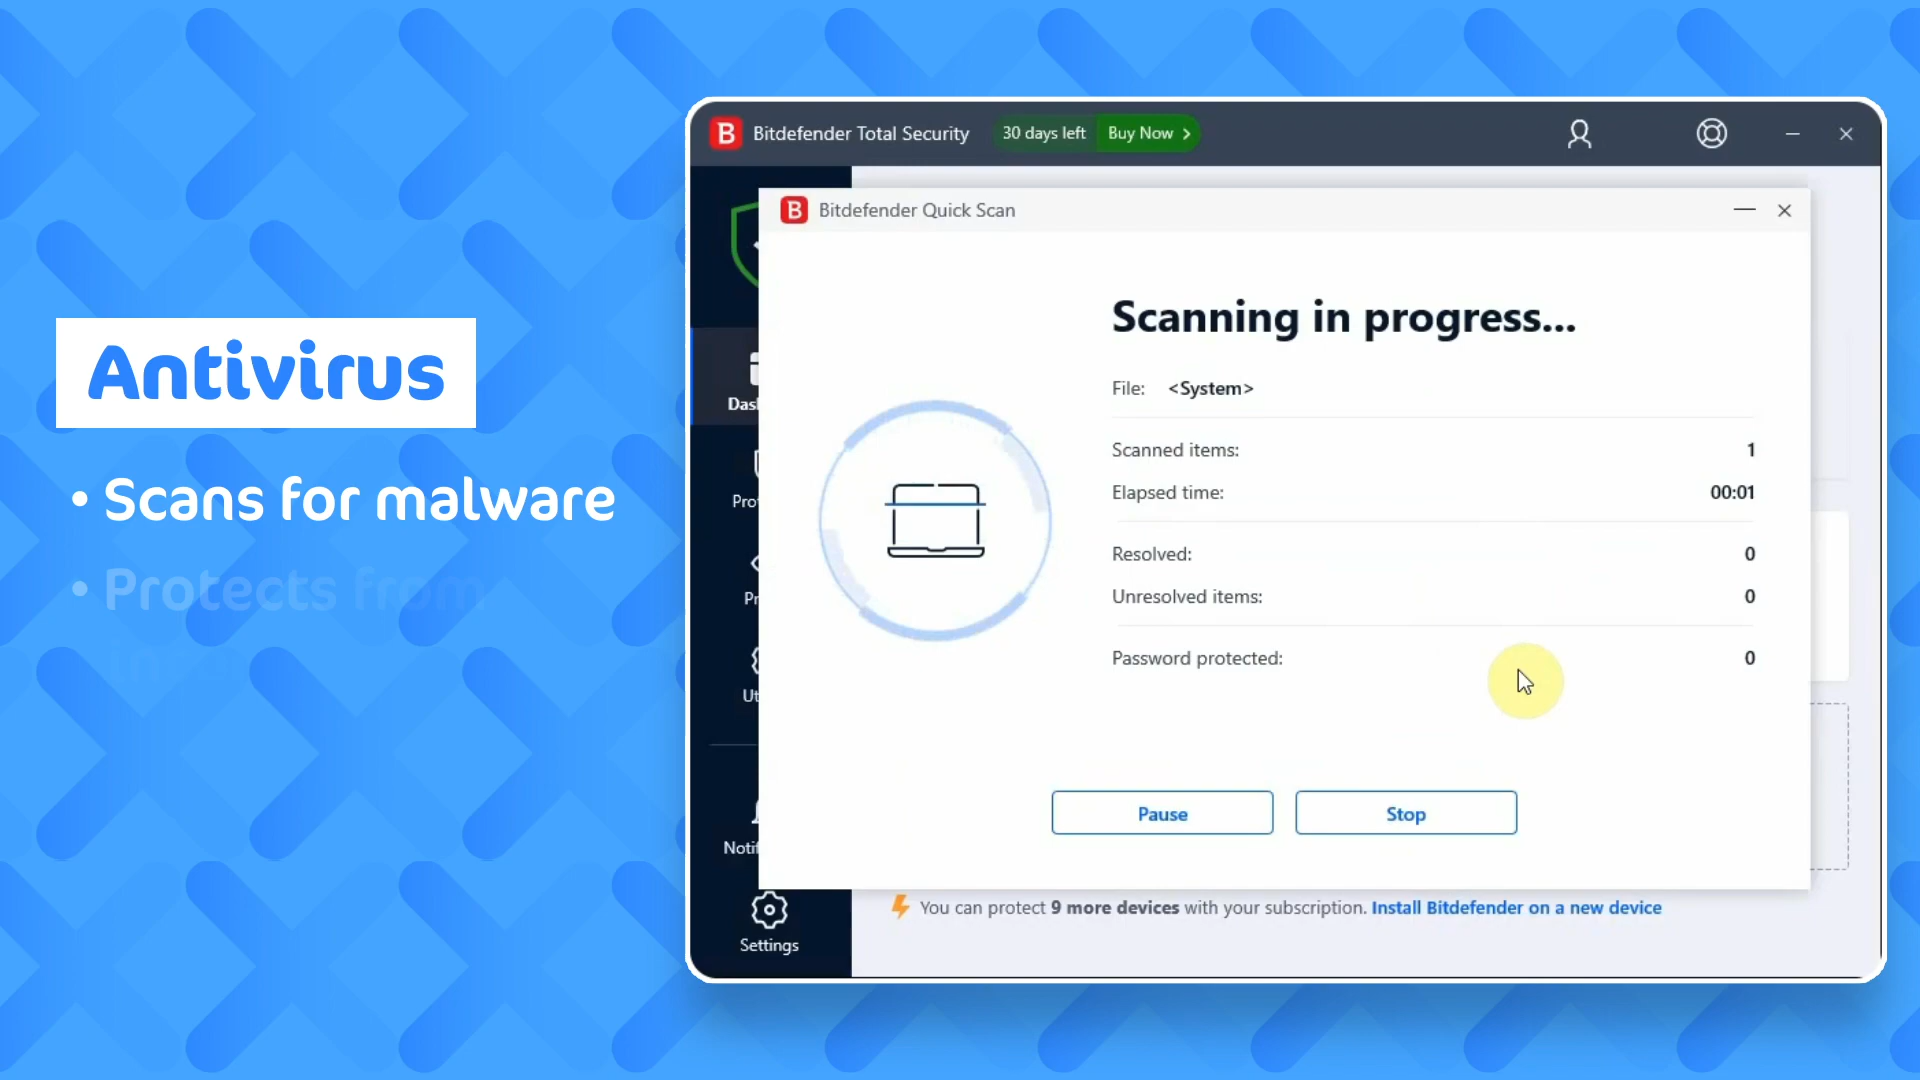 Antivirus
• Scans for malware
• Protects from
B Bitdefender Total Security
30 days left
Buy Now >
B Bitdefender Quick Scan
Scanning in progress...
File: <System>
Scanned items: 1
Elapsed time: 00:01
Resolved: 0
Unresolved items: 0
Password protected: 0
Pause
Stop
Settings
You can protect 9 more devices with your subscription. Install Bitdefender on a new device